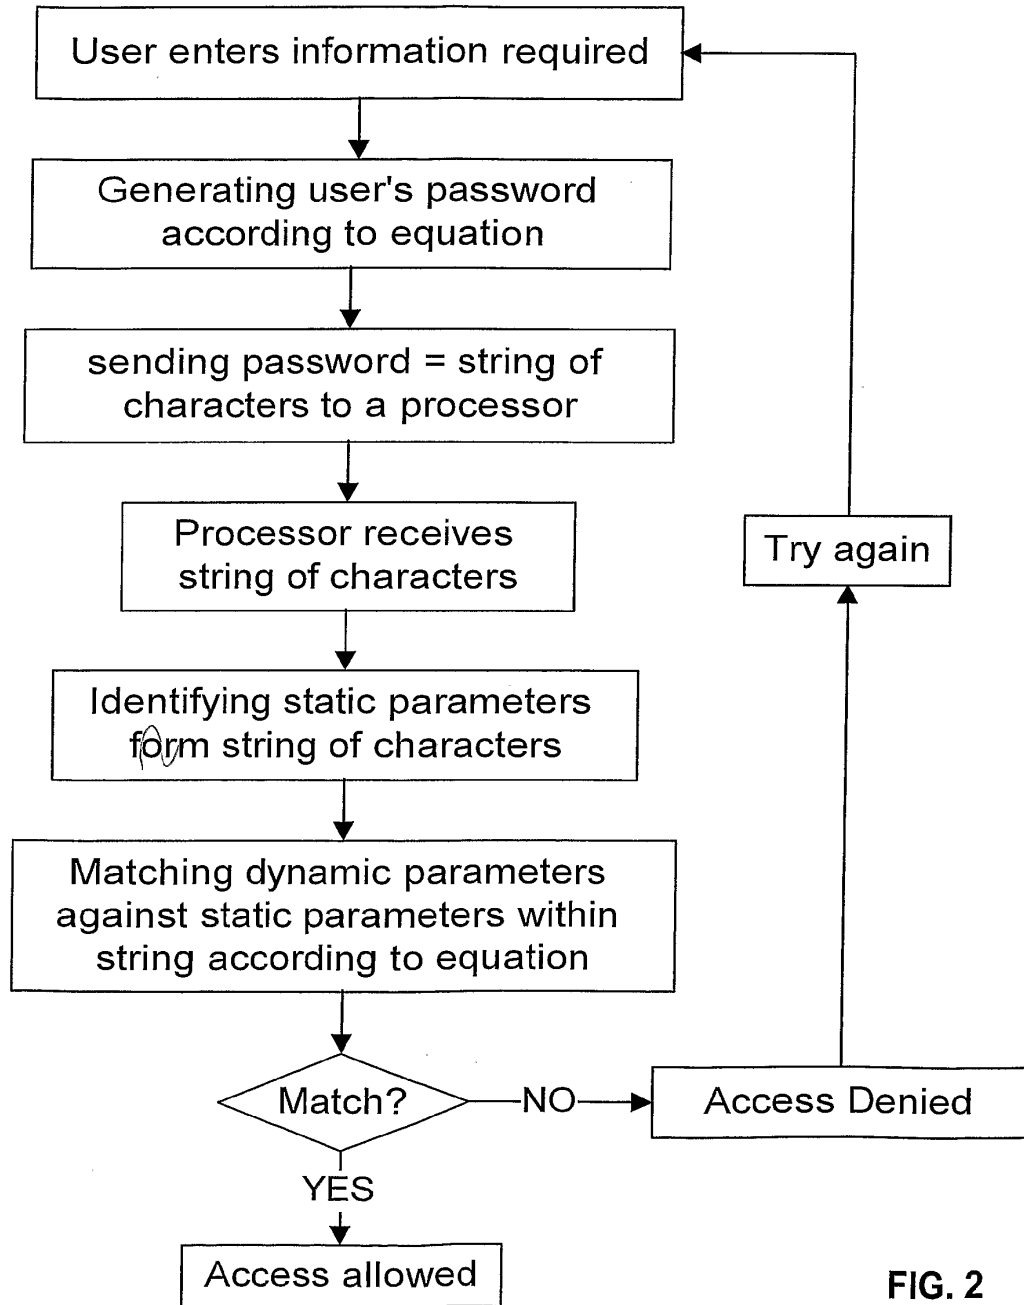 User enters information required
Generating user's password
according to equation
sending password = string of
characters to a processor
Processor receives
string of characters
Try again
Identifying static parameters
form string of characters
Matching dynamic parameters
against static parameters within
string according to equation
Match?
NO
Access Denied
YES
Access allowed
FIG. 2